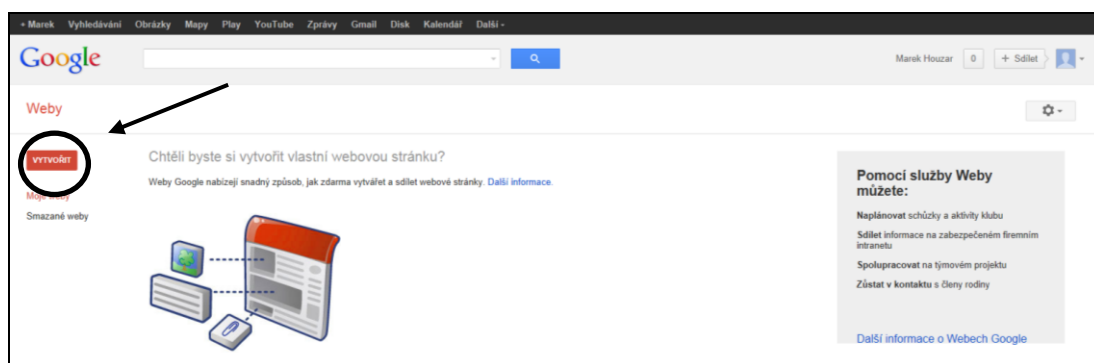 + Marek Vyhledávání Obrázky Mapy Play YouTube Zprávy Gmail Disk Kalendář Další
Google
Marek Houzar 0 + Sdílet
Weby
VYTVOŘIT
Chtěli byste si vytvořit vlastní webovou stránku?
Weby Google nabízejí snadný způsob, jak zdarma vytvářet a sdílet webové stránky. Další informace.
Moje weby
Smazané weby
Pomocí služby Weby
můžete:
Naplánovat schůzky a aktivity klubu
Sdílet informace na zabezpečeném firemním
intranetu
Spolupracovat na týmovém projektu
Zůstat v kontaktu s členy rodiny
Další informace o Webech Google